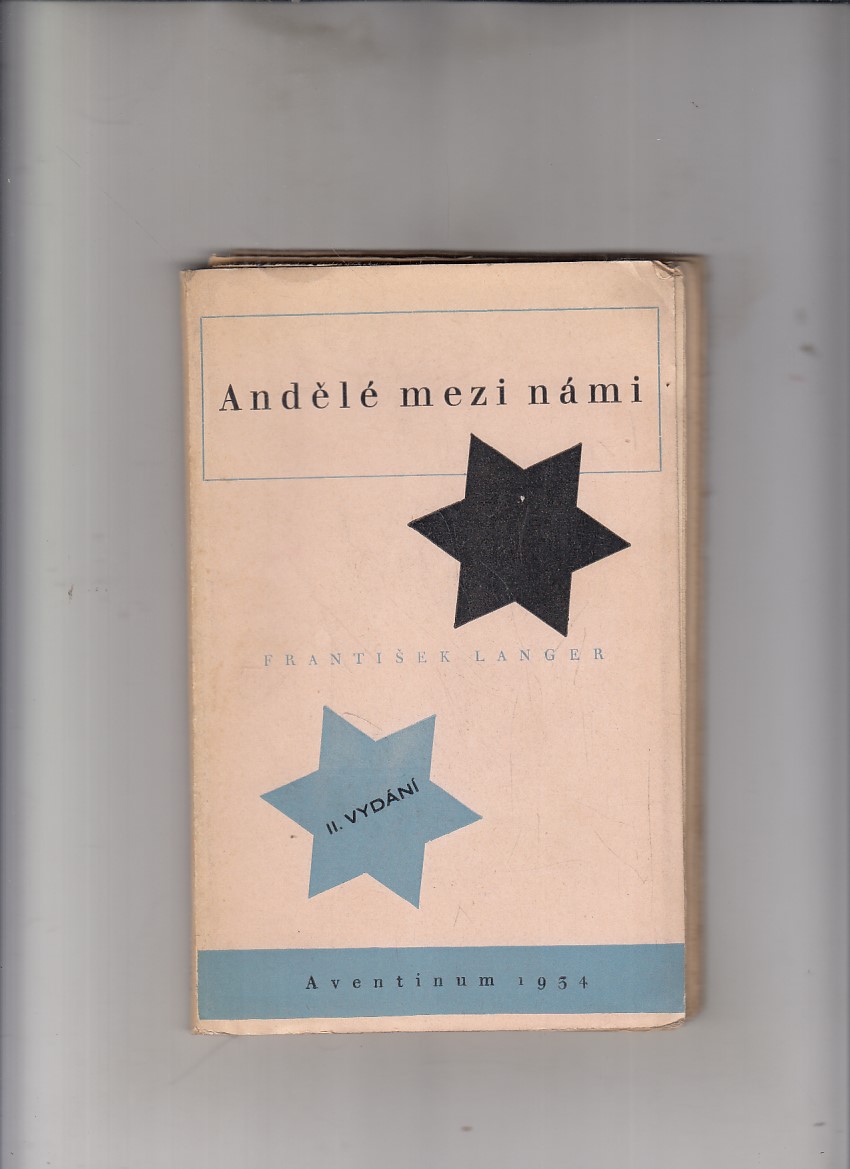 Andělé mezi námi
FRANTIŠEK LANGER
II. VYDÁNÍ
Aventinum 1934